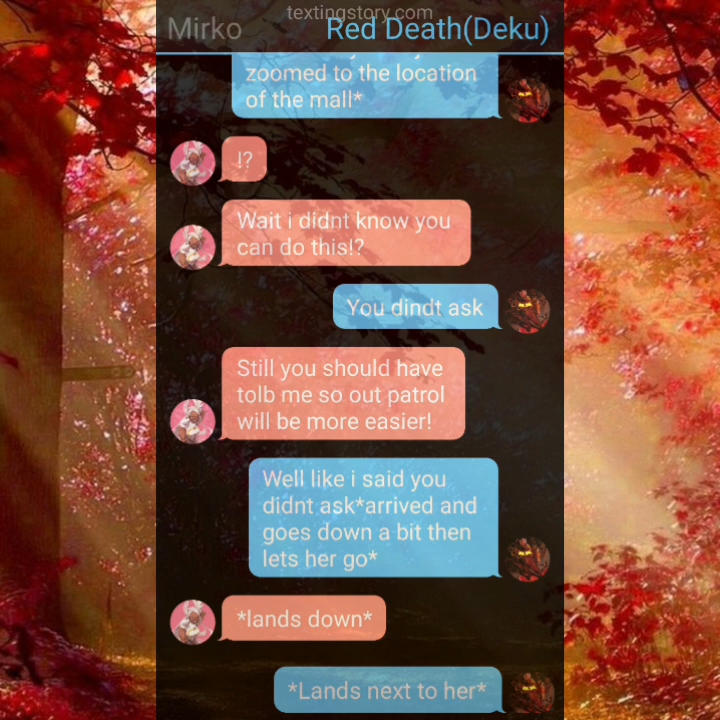 textingstory.com
Mirko
Red Death(Deku)
zoomed to the location
of the mall*
!?
Wait i didnt know you
can do this!?
You dindt ask
Still you should have
tolb me so out patrol
will be more easier!
Well like i said you
didnt ask*arrived and
goes down a bit then
lets her go*
*lands down*
*Lands next to her*